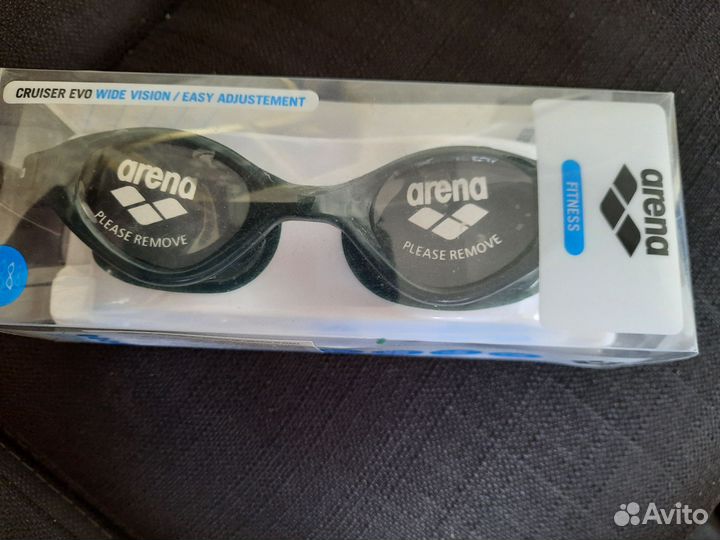 CRUISER EVO WIDE VISION / EASY ADJUSTEMENT
arena
PLEASE REMOVE
arena
PLEASE REMOVE
FITNESS
arena
Avito